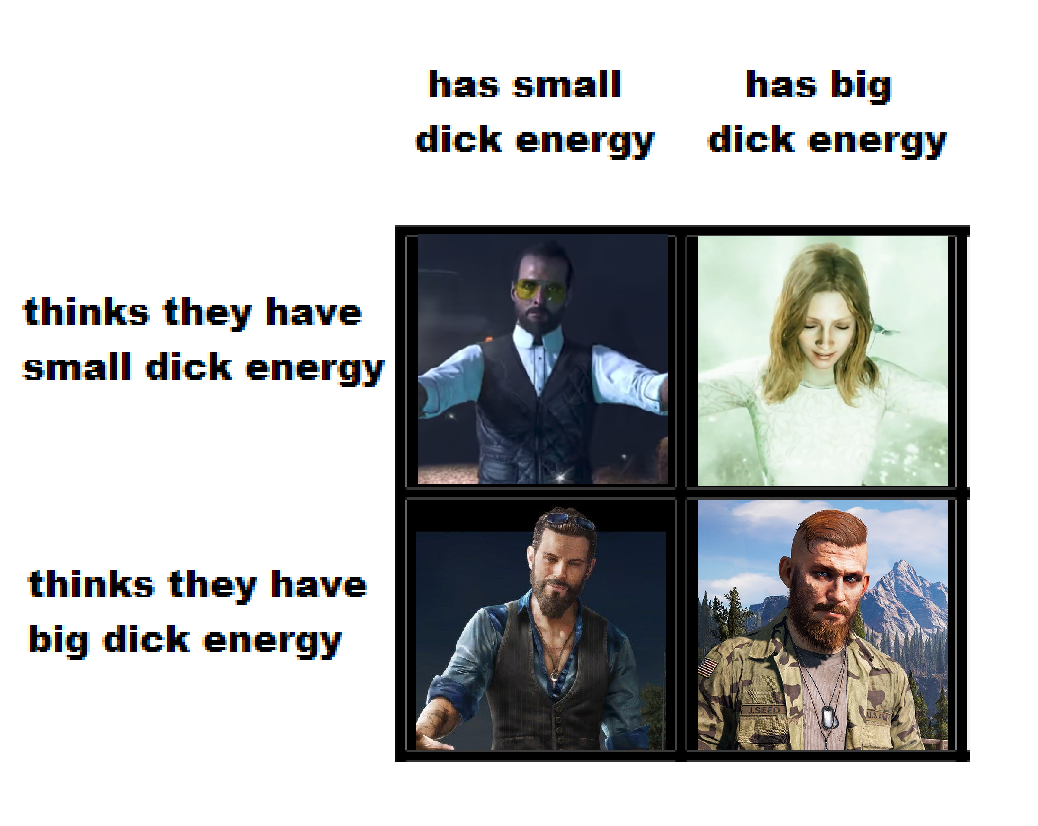 has small
dick energy
has big
dick energy
thinks they have
small dick energy
thinks they have
big dick energy
J.SEED